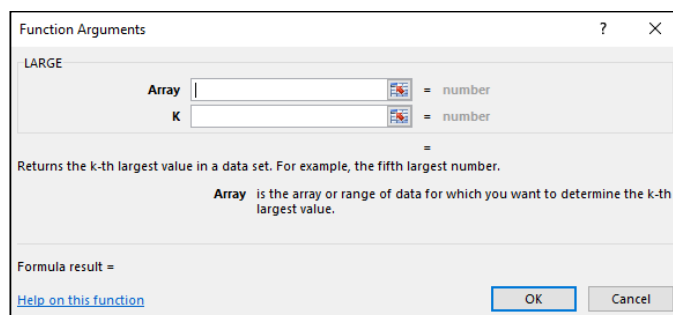 Function Arguments ? ×
LARGE
Array = number
K = number
=
Returns the k-th largest value in a data set. For example, the fifth largest number.
Array is the array or range of data for which you want to determine the k-th
largest value.
Formula result =
Help on this function OK Cancel